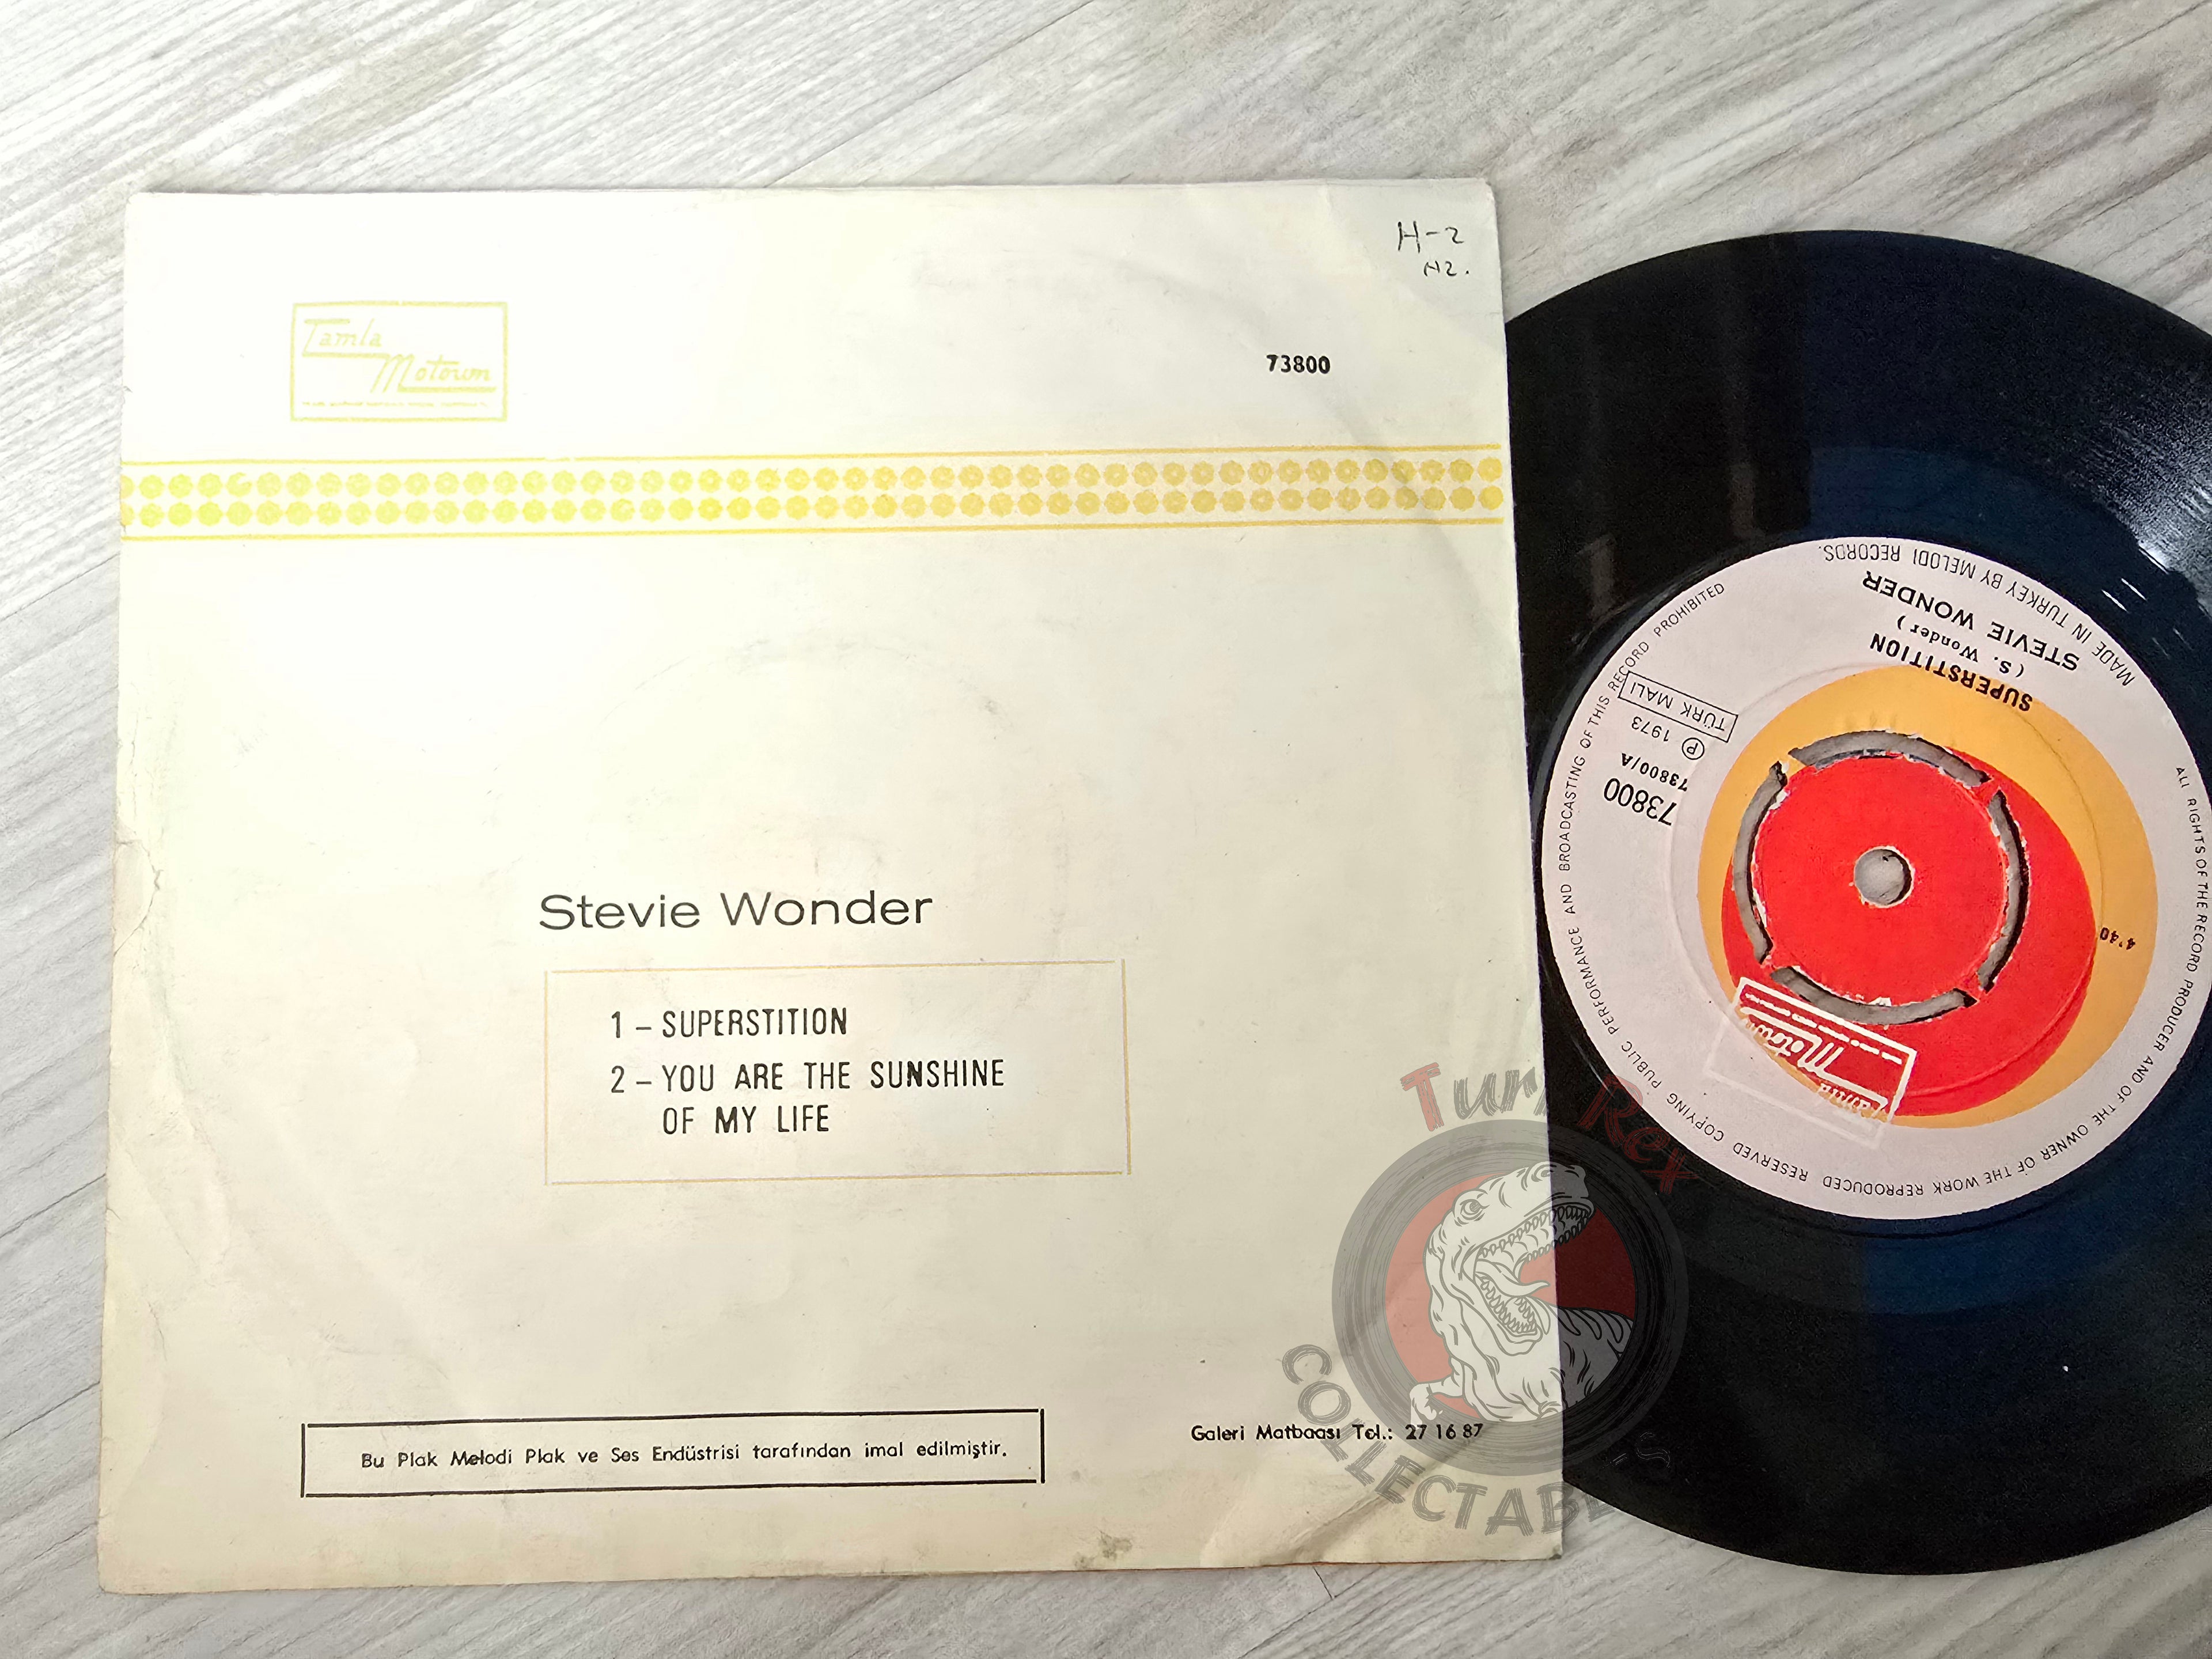 H-2
H2.
Tamla
Motown
73800
Stevie Wonder
1 – SUPERSTITION
2 – YOU ARE THE SUNSHINE
OF MY LIFE
Bu Plak Melodi Plak ve Ses Endüstrisi tarafından imal edilmiştir.
Galeri Matbaası Tel.: 27 16 87
MADE IN TURKEY BY MELODI RECORDS.
STEVIE WONDER
(S. Wonder)
SUPERSTITION
TÜRK MALI
℗ 1973
73800/A
73800
4'40
Tamla
Motown
ALL RIGHTS OF THE RECORD PRODUCER AND OF THE OWNER OF THE WORK REPRODUCED RESERVED COPYING PUBLIC PERFORMANCE AND BROADCASTING OF THIS RECORD PROHIBITED
Turk Rex
COLLECTABLES